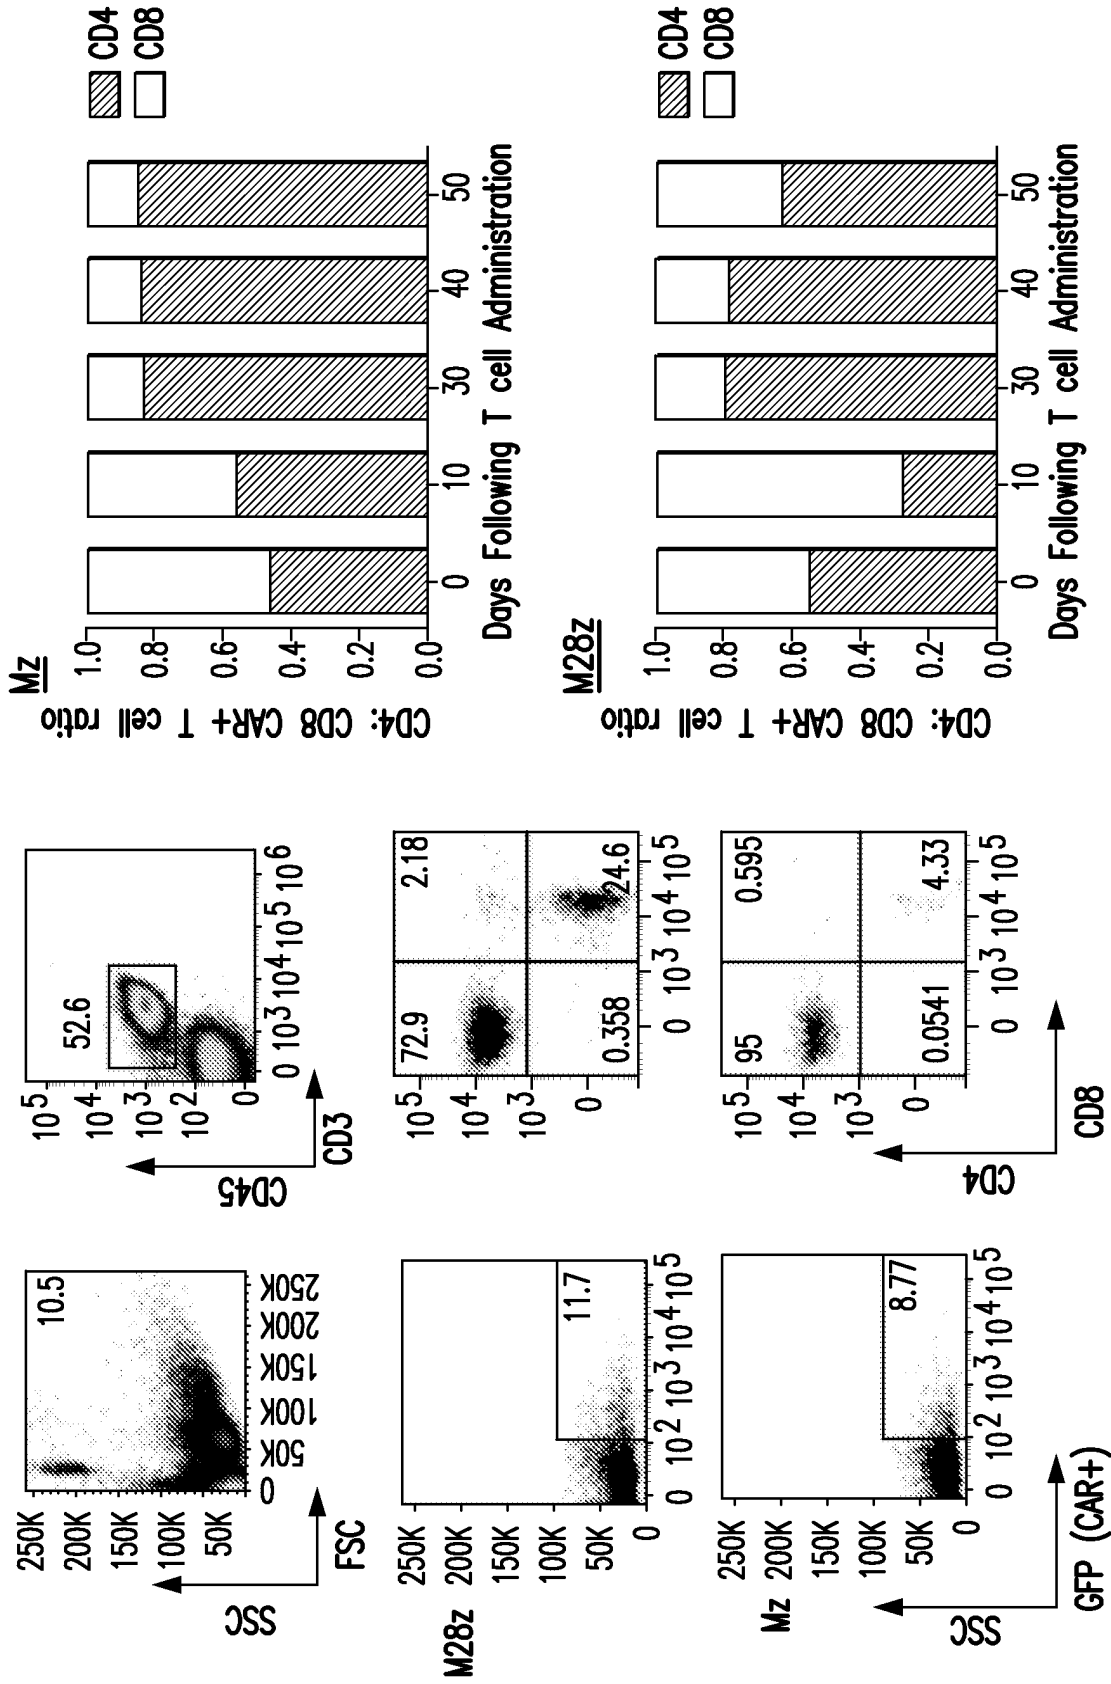 10.5
250K
200K
150K
100K
50K
0 50K 100K 150K 200K 250K
SSC
FSC
52.6
10^5
10^4
10^3
10^2
0
0 10^3 10^4 10^5 10^6
CD45
CD3
Mz
1.0
0.8
0.6
0.4
0.2
0.0
CD4: CD8 CAR+ T cell ratio
0 10 30 40 50
Days Following T cell Administration
CD4
CD8
M28z
250K
200K
150K
100K
50K
0
11.7
0 10^2 10^3 10^4 10^5
72.9 2.18
0.358 24.6
10^5
10^4
10^3
0
0 10^3 10^4 10^5
M28z
1.0
0.8
0.6
0.4
0.2
0.0
CD4: CD8 CAR+ T cell ratio
0 10 30 40 50
Days Following T cell Administration
CD4
CD8
Mz
250K
200K
150K
100K
50K
0
8.77
0 10^2 10^3 10^4 10^5
SSC
GFP (CAR+)
95 0.595
0.0541 4.33
10^5
10^4
10^3
0
0 10^3 10^4 10^5
CD4
CD8